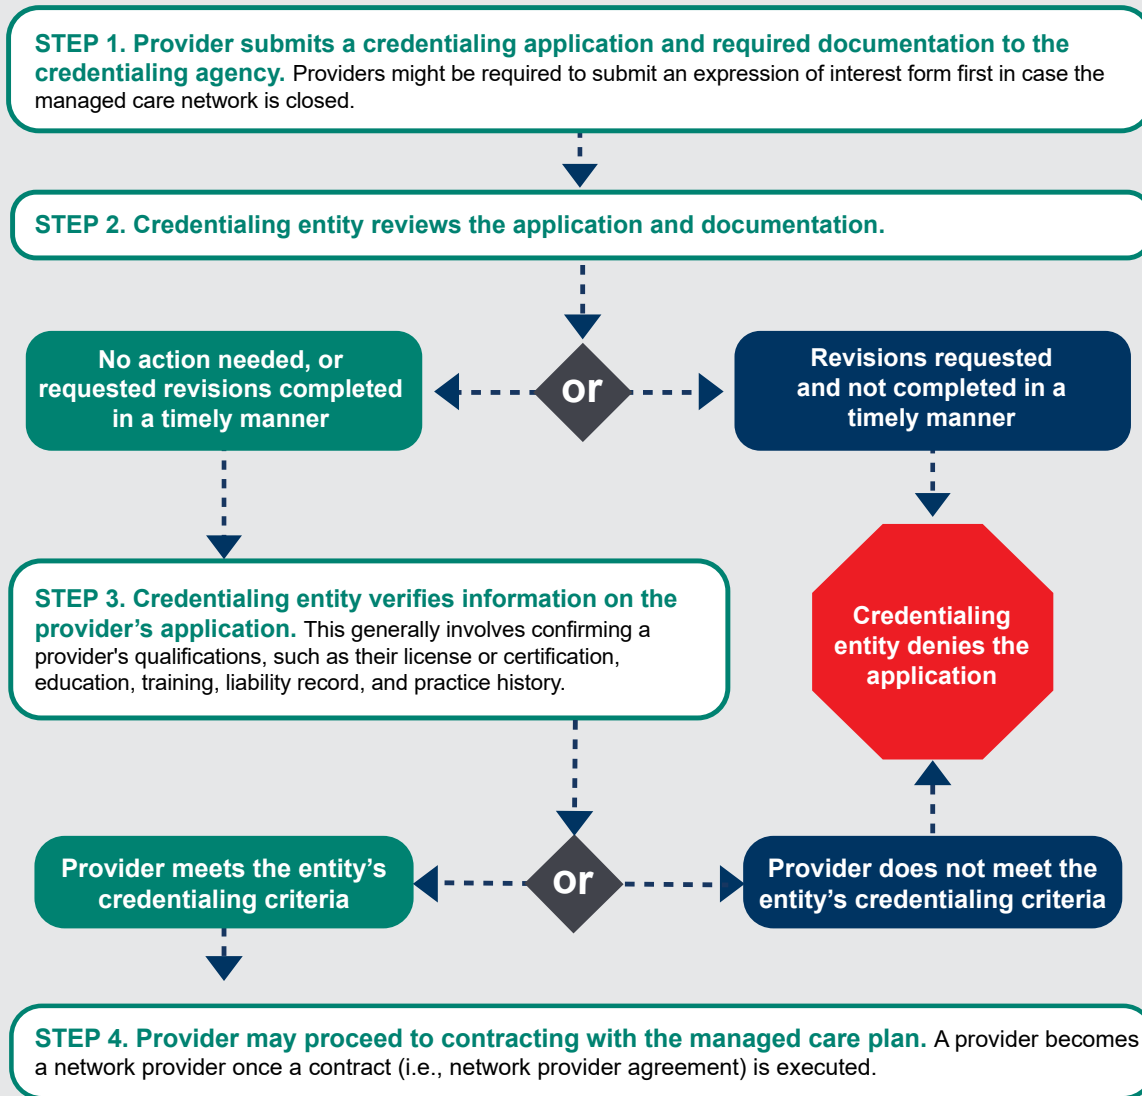 STEP 1. Provider submits a credentialing application and required documentation to the
credentialing agency. Providers might be required to submit an expression of interest form first in case the
managed care network is closed.
STEP 2. Credentialing entity reviews the application and documentation.
No action needed, or
requested revisions completed
in a timely manner
or
Revisions requested
and not completed in a
timely manner
STEP 3. Credentialing entity verifies information on the
provider’s application. This generally involves confirming a
provider's qualifications, such as their license or certification,
education, training, liability record, and practice history.
Credentialing
entity denies the
application
Provider meets the entity’s
credentialing criteria
or
Provider does not meet the
entity’s credentialing criteria
STEP 4. Provider may proceed to contracting with the managed care plan. A provider becomes
a network provider once a contract (i.e., network provider agreement) is executed.